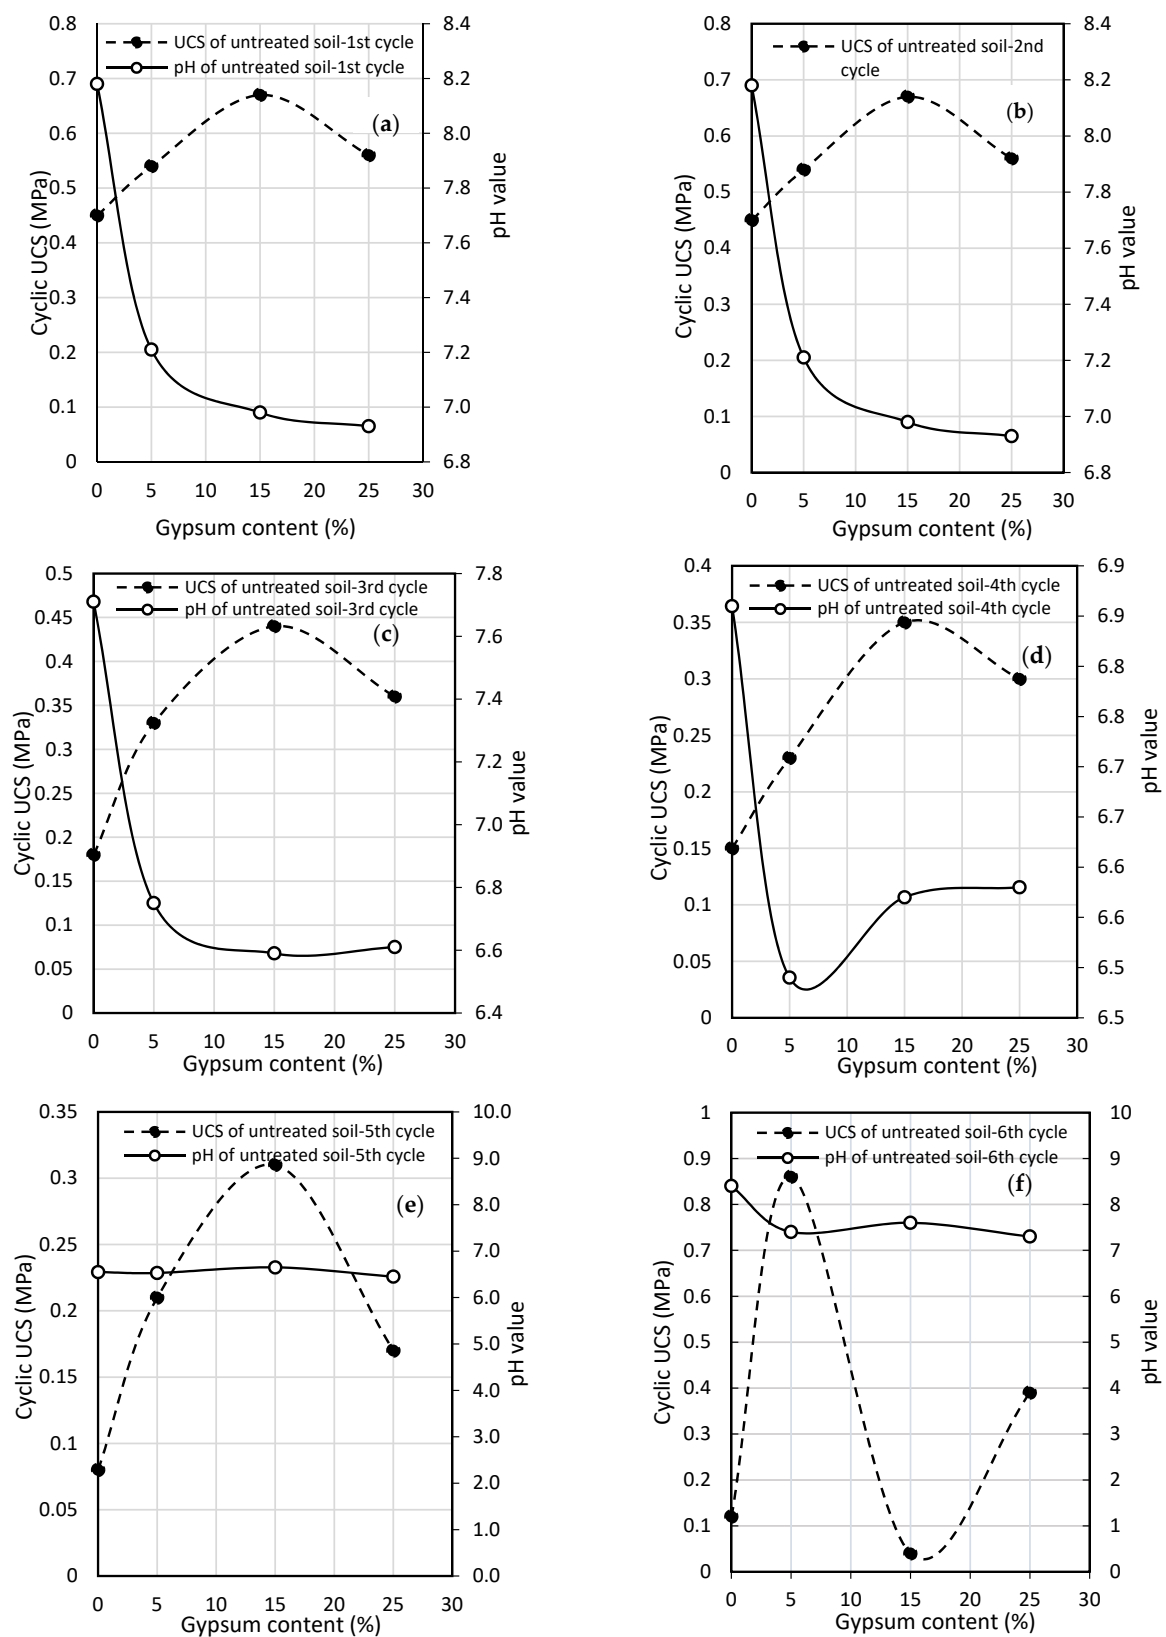 0.8
0.7
0.6
0.5
0.4
0.3
0.2
0.1
0
Cyclic UCS (MPa)
UCS of untreated soil-1st cycle
pH of untreated soil-1st cycle
(a)
8.4
8.2
8.0
7.8
7.6
7.4
7.2
7.0
6.8
pH value
0 5 10 15 20 25 30
Gypsum content (%)
0.8
0.7
0.6
0.5
0.4
0.3
0.2
0.1
0
Cyclic UCS (MPa)
UCS of untreated soil-2nd
cycle
(b)
8.4
8.2
8.0
7.8
7.6
7.4
7.2
7.0
6.8
pH value
0 5 10 15 20 25 30
Gypsum content (%)
0.5
0.45
0.4
0.35
0.3
0.25
0.2
0.15
0.1
0.05
0
Cyclic UCS (MPa)
UCS of untreated soil-3rd cycle
pH of untreated soil-3rd cycle
(c)
7.8
7.6
7.4
7.2
7.0
6.8
6.6
6.4
pH value
0 5 10 15 20 25 30
Gypsum content (%)
0.4
0.35
0.3
0.25
0.2
0.15
0.1
0.05
0
Cyclic UCS (MPa)
UCS of untreated soil-4th cycle
pH of untreated soil-4th cycle
(d)
6.9
6.9
6.8
6.8
6.7
6.7
6.6
6.6
6.5
6.5
pH value
0 5 10 15 20 25 30
Gypsum content (%)
0.35
0.3
0.25
0.2
0.15
0.1
0.05
0
Cyclic UCS (MPa)
UCS of untreated soil-5th cycle
pH of untreated soil-5th cycle
(e)
10.0
9.0
8.0
7.0
6.0
5.0
4.0
3.0
2.0
1.0
0.0
pH value
0 5 10 15 20 25 30
Gypsum content (%)
1
0.9
0.8
0.7
0.6
0.5
0.4
0.3
0.2
0.1
0
Cyclic UCS (MPa)
UCS of untreated soil-6th cycle
pH of untreated soil-6th cycle
(f)
10
9
8
7
6
5
4
3
2
1
0
pH value
0 5 10 15 20 25 30
Gypsum content (%)